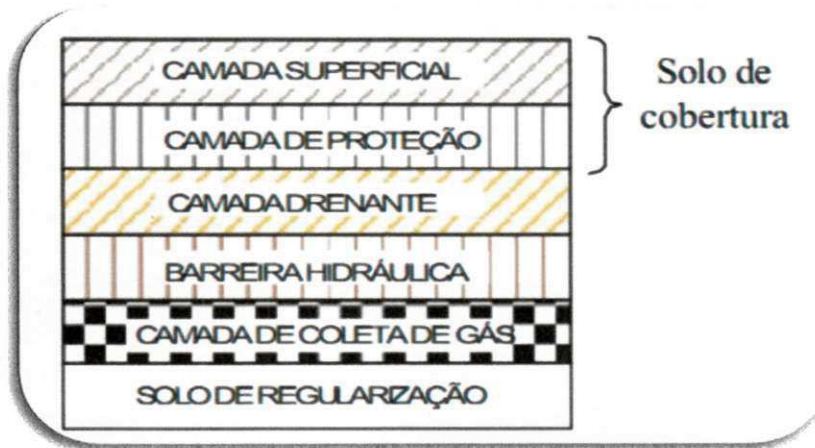 CAMADA SUPERFICIAL
CAMADA DE PROTEÇÃO
Solo de
cobertura
CAMADA DRENANTE
BARREIRA HIDRÁULICA
CAMADA DE COLETA DE GÁS
SOLO DE REGULARIZAÇÃO